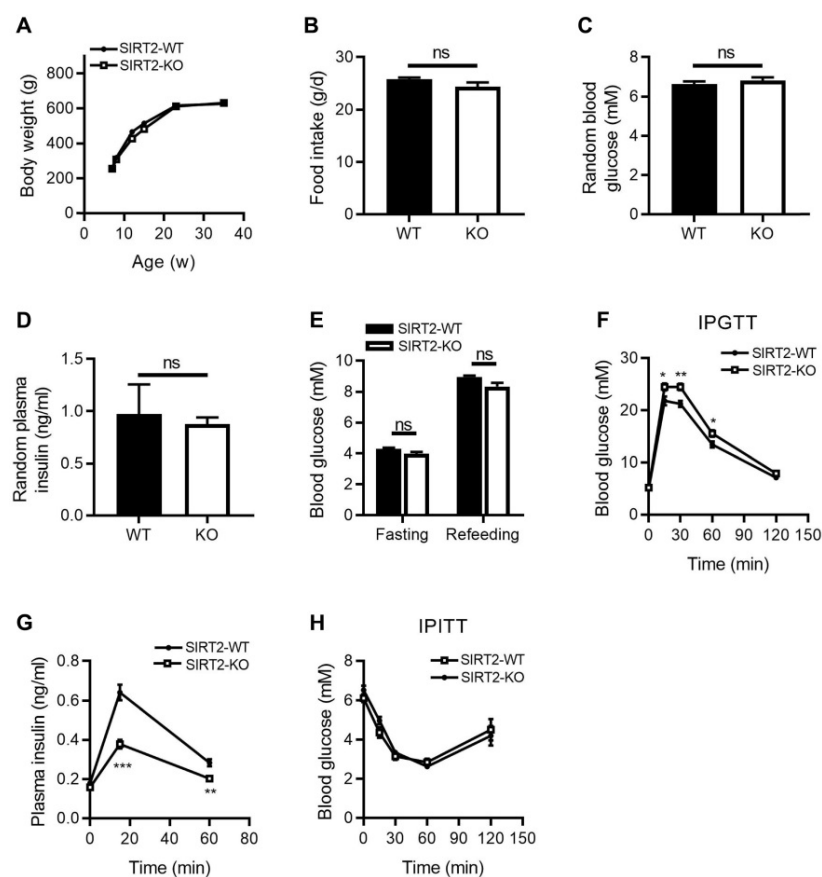 A
SIRT2-WT
SIRT2-KO
Body weight (g)
800
600
400
200
0
0 10 20 30 40
Age (w)
B
ns
Food intake (g/d)
30
20
10
0
WT KO
C
ns
Random blood
glucose (mM)
8
6
4
2
0
WT KO
D
ns
Random plasma
insulin (ng/ml)
1.5
1.0
0.5
0.0
WT KO
E
SIRT2-WT
SIRT2-KO
ns
ns
Blood glucose (mM)
10
8
6
4
2
0
Fasting Refeeding
F
IPGTT
SIRT2-WT
SIRT2-KO
* ** *
Blood glucose (mM)
30
20
10
0
0 30 60 90 120 150
Time (min)
G
SIRT2-WT
SIRT2-KO
Plasma insulin (ng/ml)
0.8
0.6
0.4
0.2
0.0
*** **
0 20 40 60 80
Time (min)
H
IPITT
SIRT2-WT
SIRT2-KO
Blood glucose (mM)
8
6
4
2
0
0 30 60 90 120 150
Time (min)